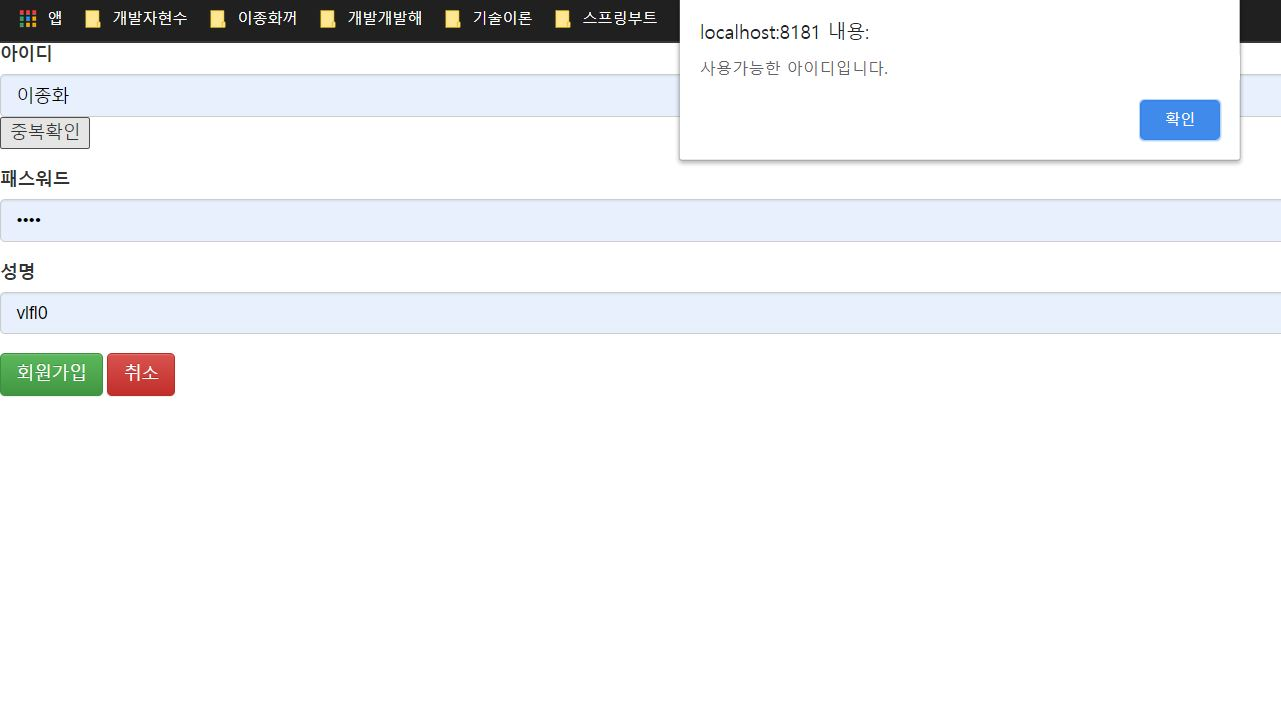 앱 개발자현수 이종화꺼 개발개발해 기술이론 스프링부트
localhost:8181 내용:
사용가능한 아이디입니다.
확인
아이디
이종화
중복확인
패스워드
••••
성명
vlfl0
회원가입 취소